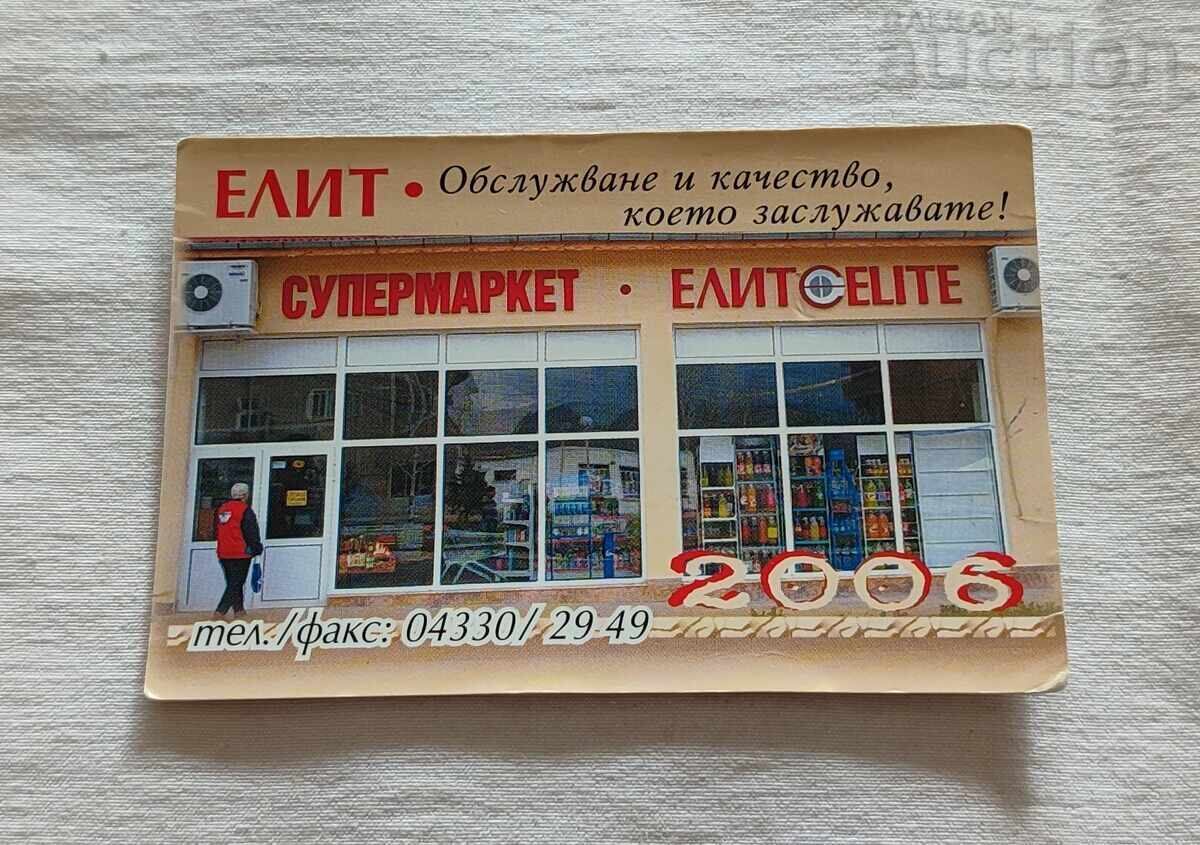 BALKAN
auction
ЕЛИТ • Обслужване и качество,
което заслужавате!
СУПЕРМАРКЕТ • ЕЛИТ ELITE
2006
тел./факс: 04330/ 29 49